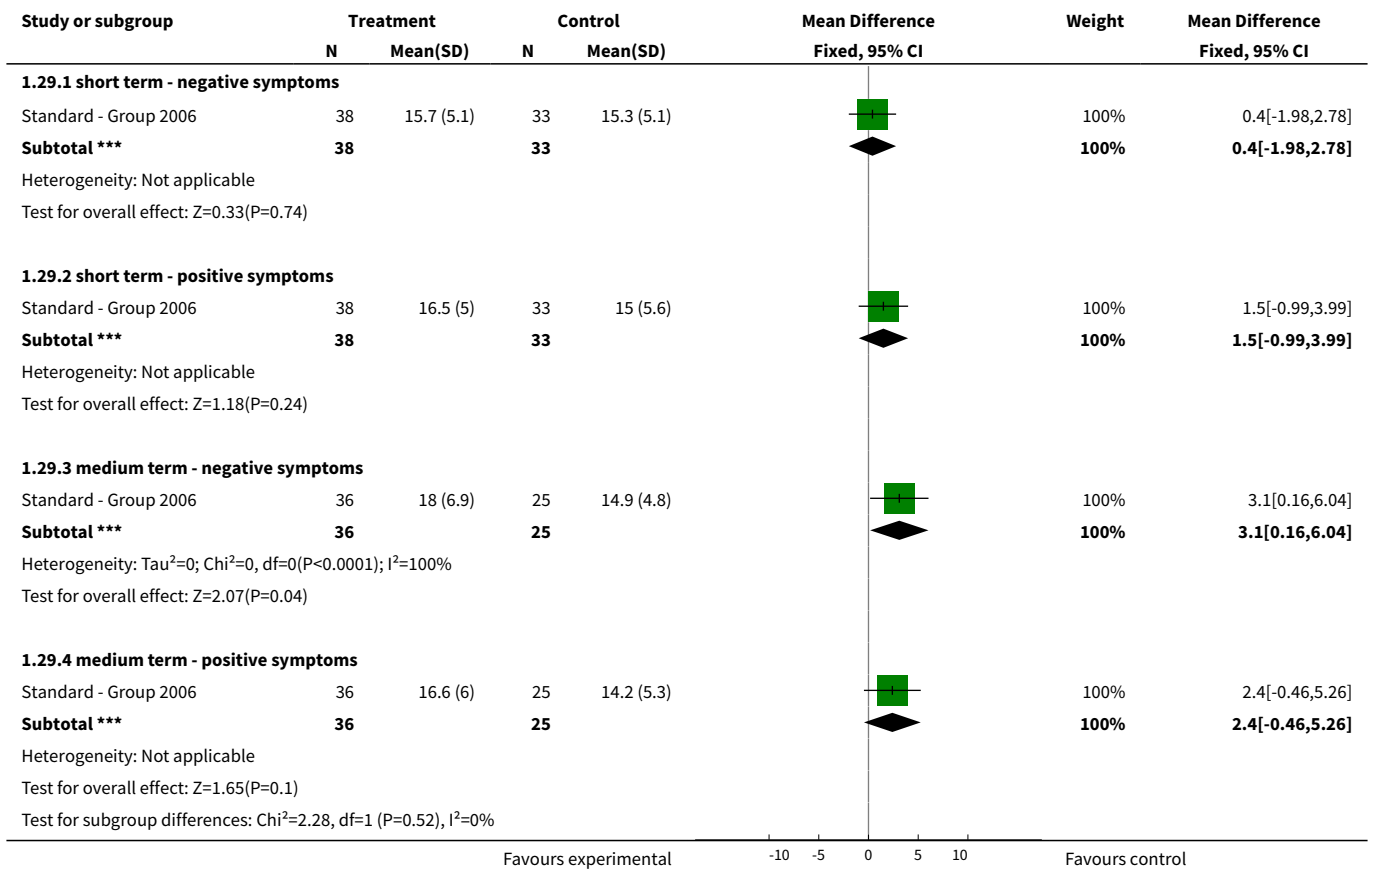 Study or subgroup Treatment Control Mean Difference Weight Mean Difference
N Mean(SD) N Mean(SD) Fixed, 95% CI Fixed, 95% CI
1.29.1 short term - negative symptoms
Standard - Group 2006 38 15.7 (5.1) 33 15.3 (5.1) 100% 0.4[-1.98,2.78]
Subtotal *** 38 33 100% 0.4[-1.98,2.78]
Heterogeneity: Not applicable
Test for overall effect: Z=0.33(P=0.74)
1.29.2 short term - positive symptoms
Standard - Group 2006 38 16.5 (5) 33 15 (5.6) 100% 1.5[-0.99,3.99]
Subtotal *** 38 33 100% 1.5[-0.99,3.99]
Heterogeneity: Not applicable
Test for overall effect: Z=1.18(P=0.24)
1.29.3 medium term - negative symptoms
Standard - Group 2006 36 18 (6.9) 25 14.9 (4.8) 100% 3.1[0.16,6.04]
Subtotal *** 36 25 100% 3.1[0.16,6.04]
Heterogeneity: Tau²=0; Chi²=0, df=0(P<0.0001); I²=100%
Test for overall effect: Z=2.07(P=0.04)
1.29.4 medium term - positive symptoms
Standard - Group 2006 36 16.6 (6) 25 14.2 (5.3) 100% 2.4[-0.46,5.26]
Subtotal *** 36 25 100% 2.4[-0.46,5.26]
Heterogeneity: Not applicable
Test for overall effect: Z=1.65(P=0.1)
Test for subgroup differences: Chi²=2.28, df=1 (P=0.52), I²=0%
Favours experimental -10 -5 0 5 10 Favours control